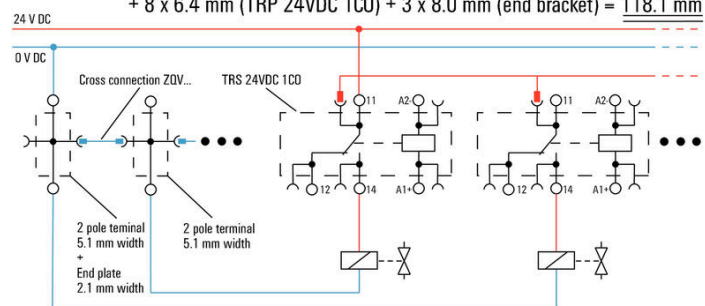 + 8 x 6.4 mm (TRP 24VDC 1CO) + 3 x 8.0 mm (end bracket) = 118.1 mm
24 V DC
0 V DC
Cross connection ZQV...
TRS 24VDC 1CO
11
A2-
11
A2-
12
14
A1+
12
14
A1+
2 pole teminal
5.1 mm width
+
End plate
2.1 mm width
2 pole terminal
5.1 mm width